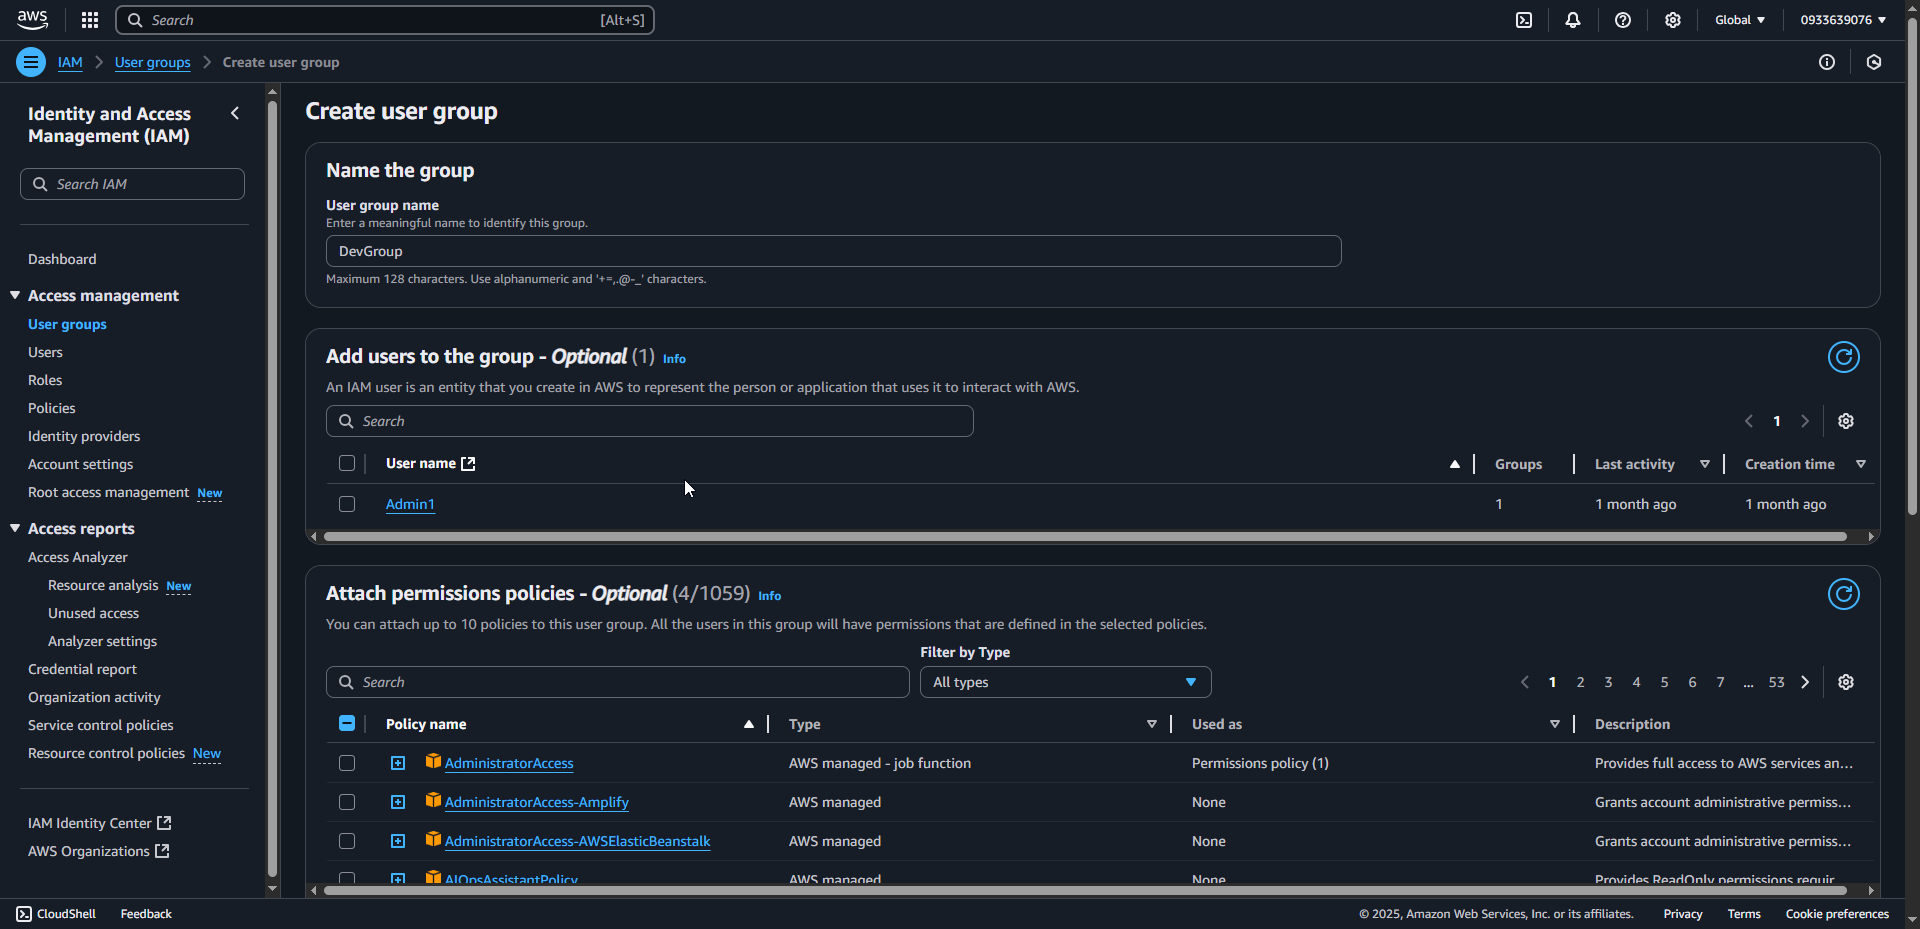 aws
Search [Alt+S]
Global
0933639076
IAM
User groups
Create user group
Identity and Access
Management (IAM)
Search IAM
Dashboard
Access management
User groups
Users
Roles
Policies
Identity providers
Account settings
Root access management New
Access reports
Access Analyzer
Resource analysis New
Unused access
Analyzer settings
Credential report
Organization activity
Service control policies
Resource control policies New
IAM Identity Center
AWS Organizations
Create user group
Name the group
User group name
Enter a meaningful name to identify this group.
DevGroup
Maximum 128 characters. Use alphanumeric and '+=,.@-_' characters.
Add users to the group - Optional (1) Info
An IAM user is an entity that you create in AWS to represent the person or application that uses it to interact with AWS.
Search
1
User name Groups Last activity Creation time
Admin1 1 1 month ago 1 month ago
Attach permissions policies - Optional (4/1059) Info
You can attach up to 10 policies to this user group. All the users in this group will have permissions that are defined in the selected policies.
Filter by Type
Search
All types
1 2 3 4 5 6 7 ... 53
Policy name Type Used as Description
AdministratorAccess AWS managed - job function Permissions policy (1) Provides full access to AWS services an...
AdministratorAccess-Amplify AWS managed None Grants account administrative permiss...
AdministratorAccess-AWSElasticBeanstalk AWS managed None Grants account administrative permiss...
AIOpsAssistantPolicy AWS managed None Provides ReadOnly permissions requir...
CloudShell
Feedback
© 2025, Amazon Web Services, Inc. or its affiliates.
Privacy
Terms
Cookie preferences